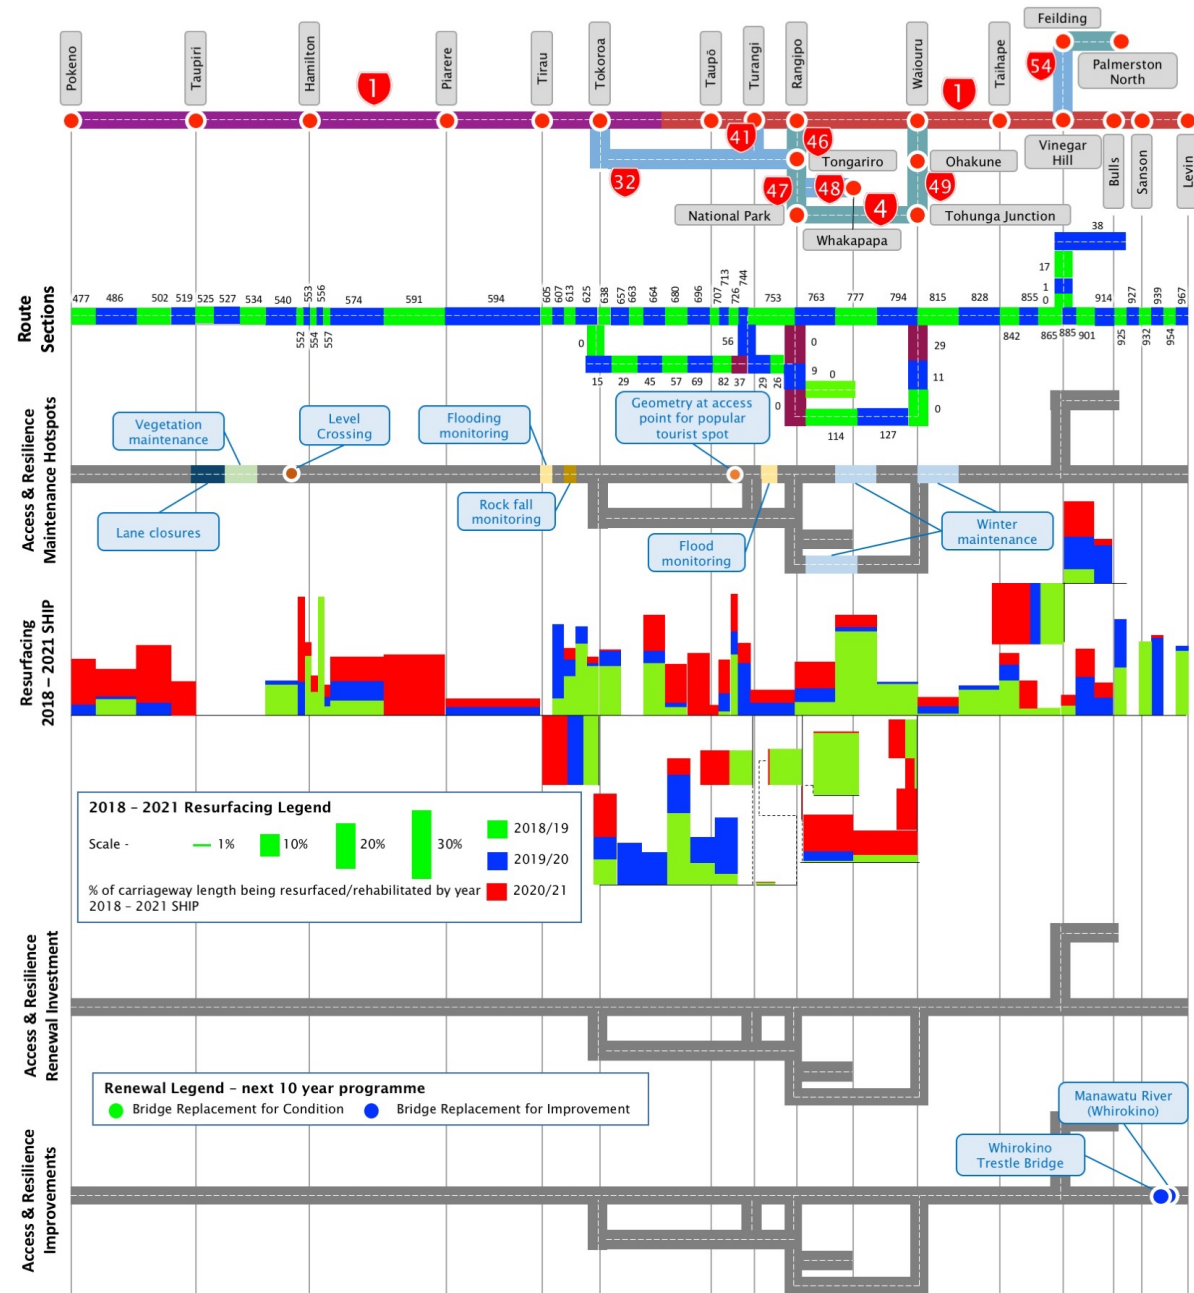 Feilding
Pokeno
Taupiri
Hamilton
Piarere
Tirau
Tokoroa
Taupō
Turangi
Rangipo
Waiouru
Taihape
54
Palmerston
North
1
1
41
46
Vinegar
Hill
Bulls
Sanson
Levin
32
Tongariro
Ohakune
47
48
49
National Park
4
Tohunga Junction
Whakapapa
38
Route
Sections
477
486
502
519
525
527
534
540
552
553
554
556
557
574
591
594
605
607
613
625
638
657
663
664
680
696
707
713
726
744
753
763
777
794
815
828
842
855
865
885
901
914
925
927
932
939
954
967
17
1
0
0
56
15
29
45
57
69
82
37
29
26
0
0
9
0
114
127
29
11
0
Access & Resilience
Maintenance Hotspots
Vegetation
maintenance
Level
Crossing
Flooding
monitoring
Geometry at access
point for popular
tourist spot
Lane closures
Rock fall
monitoring
Flood
monitoring
Winter
maintenance
Resurfacing
2018 – 2021 SHIP
2018 – 2021 Resurfacing Legend
Scale -
1%
10%
20%
30%
2018/19
2019/20
2020/21
% of carriageway length being resurfaced/rehabilitated by year
2018 – 2021 SHIP
Access & Resilience
Renewal Investment
Renewal Legend – next 10 year programme
Bridge Replacement for Condition
Bridge Replacement for Improvement
Access & Resilience
Improvements
Manawatu River
(Whirokino)
Whirokino
Trestle Bridge